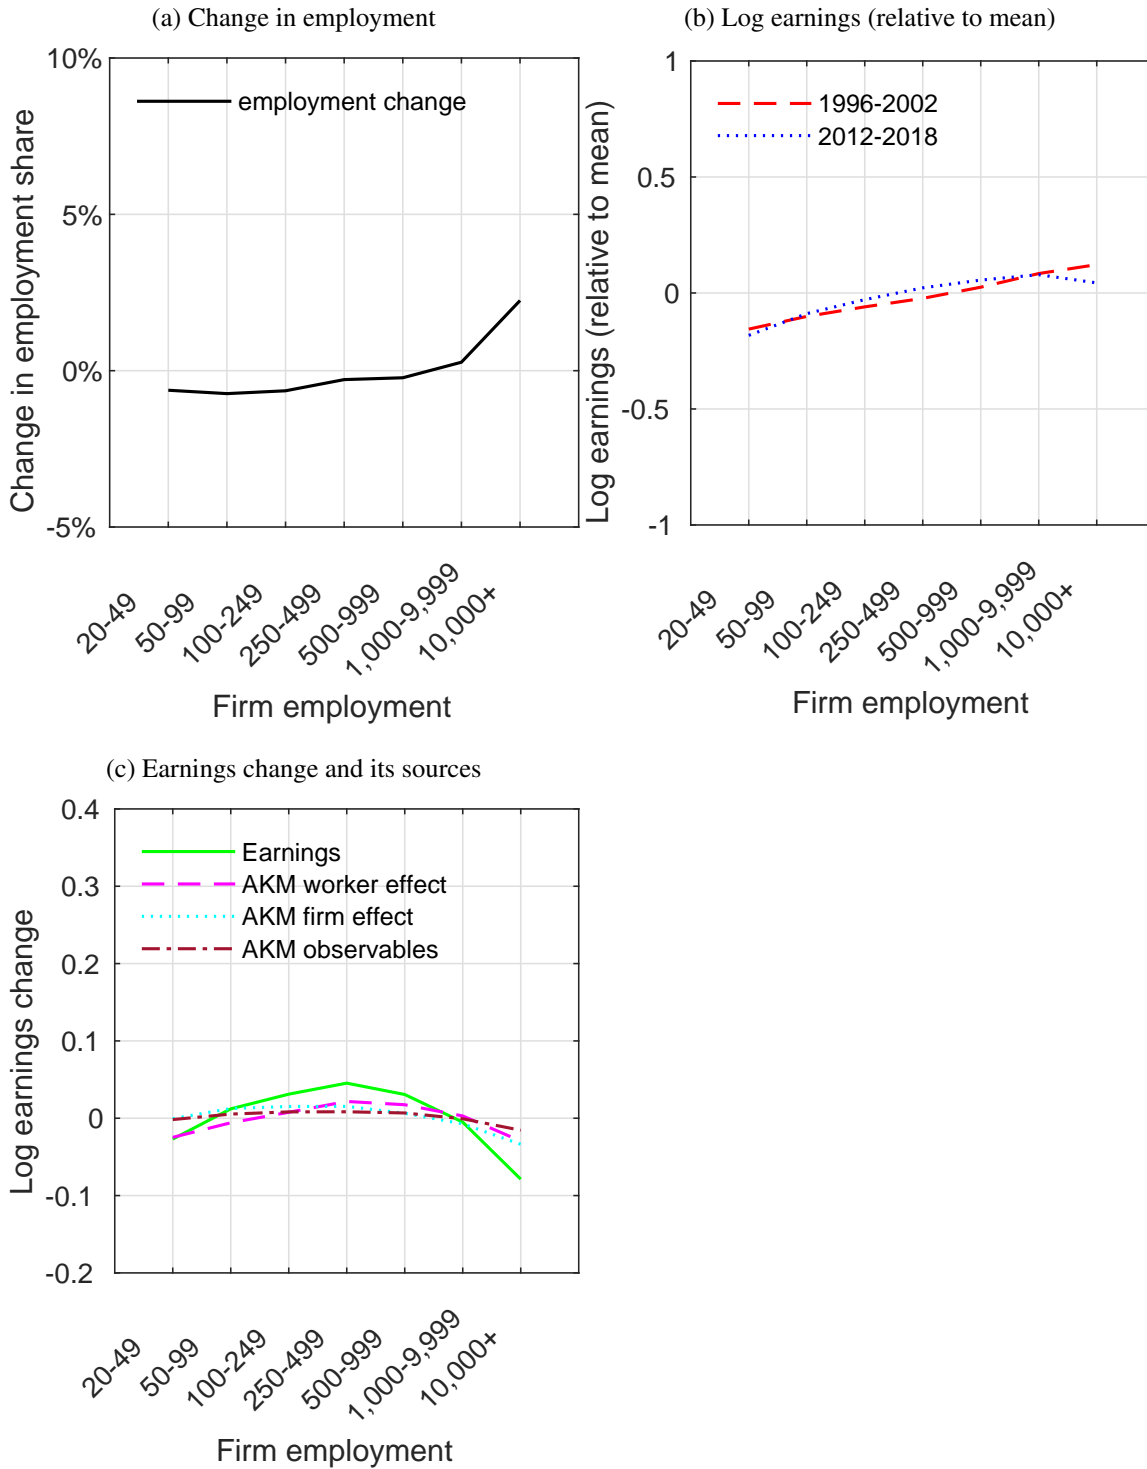 (a) Change in employment
10%
5%
0%
-5%
Change in employment share
employment change
20-49
50-99
100-249
250-499
500-999
1,000-9,999
10,000+
Firm employment
(b) Log earnings (relative to mean)
1
0.5
0
-0.5
-1
Log earnings (relative to mean)
1996-2002
2012-2018
20-49
50-99
100-249
250-499
500-999
1,000-9,999
10,000+
Firm employment
(c) Earnings change and its sources
0.4
0.3
0.2
0.1
0
-0.1
-0.2
Log earnings change
Earnings
AKM worker effect
AKM firm effect
AKM observables
20-49
50-99
100-249
250-499
500-999
1,000-9,999
10,000+
Firm employment